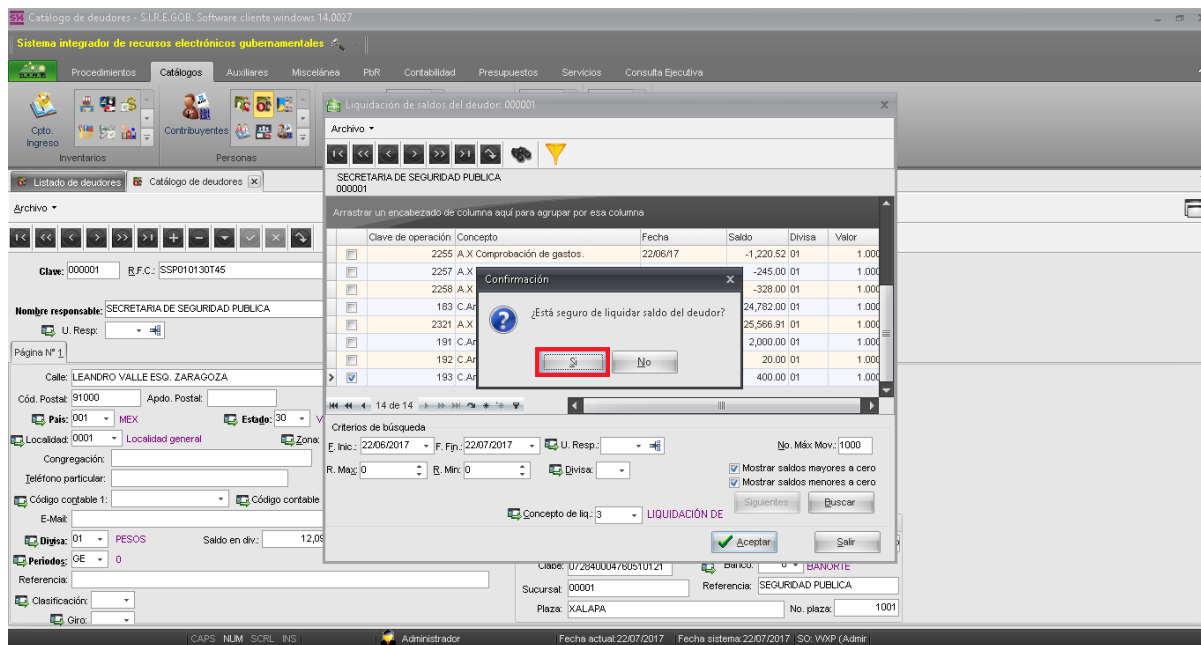 Catálogo de deudores - S.I.R.E.GOB. Software cliente windows 14.0027
Sistema integrador de recursos electrónicos gubernamentales
Procedimientos Catálogos Auxiliares Miscelánea PbR Contabilidad Presupuestos Servicios Consulta Ejecutiva
Cpto. Ingreso
Contribuyentes
Inventarios Personas
Listado de deudores Catálogo de deudores
Archivo
Clave: 000001 R.F.C.: SSP010130T45
Nombre responsable: SECRETARIA DE SEGURIDAD PUBLICA
U. Resp:
Página N° 1
Calle: LEANDRO VALLE ESQ. ZARAGOZA
Cód. Postal: 91000 Apdo. Postal:
País: 001 MEX Estado: 30 V
Localidad: 0001 Localidad general Zona:
Congregación:
Teléfono particular:
Código contable 1: Código contable
E-Mail:
Divisa: 01 PESOS Saldo en div.: 12,09
Periodos: GE 0
Referencia:
Clasificación:
Giro:
Liquidación de saldos del deudor: 000001
Archivo
SECRETARIA DE SEGURIDAD PUBLICA
000001
Arrastrar un encabezado de columna aquí para agrupar por esa columna
Clave de operación Concepto Fecha Saldo Divisa Valor
2255 A.X Comprobación de gastos. 22/06/17 -1,220.52 01 1.000
2257 A.X -245.00 01 1.000
2258 A.X -328.00 01 1.000
183 C.Ar 24,782.00 01 1.000
2321 A.X 25,566.91 01 1.000
191 C.Ar 2,000.00 01 1.000
192 C.Ar 20.00 01 1.000
193 C.Ar 400.00 01 1.000
Confirmación
¿Está seguro de liquidar saldo del deudor?
Si No
14 de 14
Criterios de búsqueda
F. Inic.: 22/06/2017 F. Fin.: 22/07/2017 U. Resp.: No. Máx Mov.: 1000
R. Max: 0 R. Min: 0 Divisa:
Mostrar saldos mayores a cero
Mostrar saldos menores a cero
Siguientes Buscar
Concepto de liq.: 3 LIQUIDACIÓN DE
Aceptar Salir
Clabe: 072840004760510121 Banco: BANORTE
Sucursal: 00001 Referencia: SEGURIDAD PUBLICA
Plaza: XALAPA No. plaza: 1001
CAPS NUM SCRL INS Administrador Fecha actual:22/07/2017 Fecha sistema:22/07/2017 SO: WXP (Admir